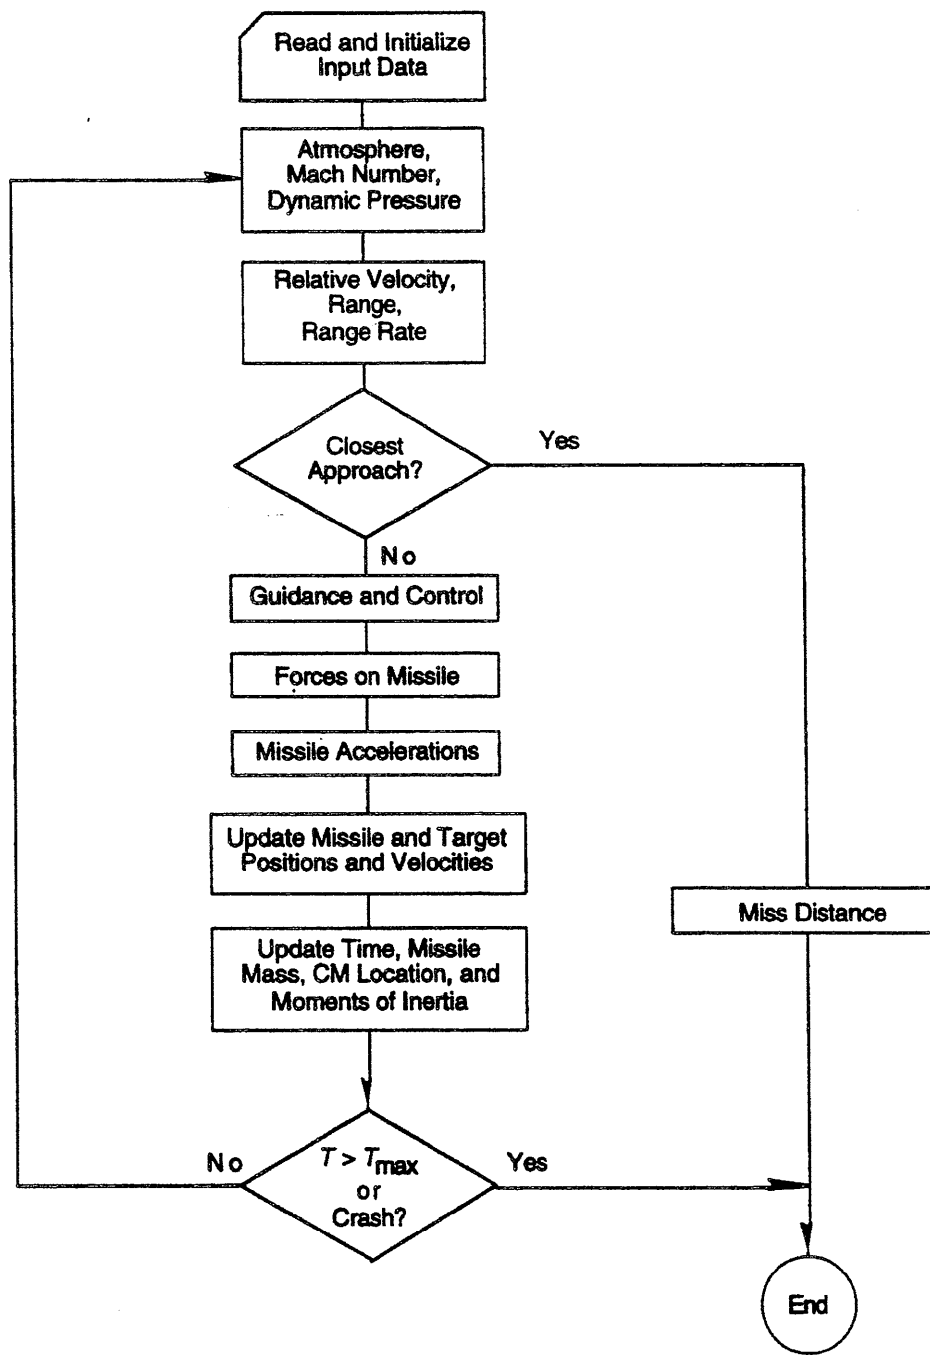 Read and Initialize
Input Data
Atmosphere,
Mach Number,
Dynamic Pressure
Relative Velocity,
Range,
Range Rate
Closest
Approach?
Yes
No
Guidance and Control
Forces on Missile
Missile Accelerations
Update Missile and Target
Positions and Velocities
Miss Distance
Update Time, Missile
Mass, CM Location, and
Moments of Inertia
No
T > Tmax
or
Crash?
Yes
End